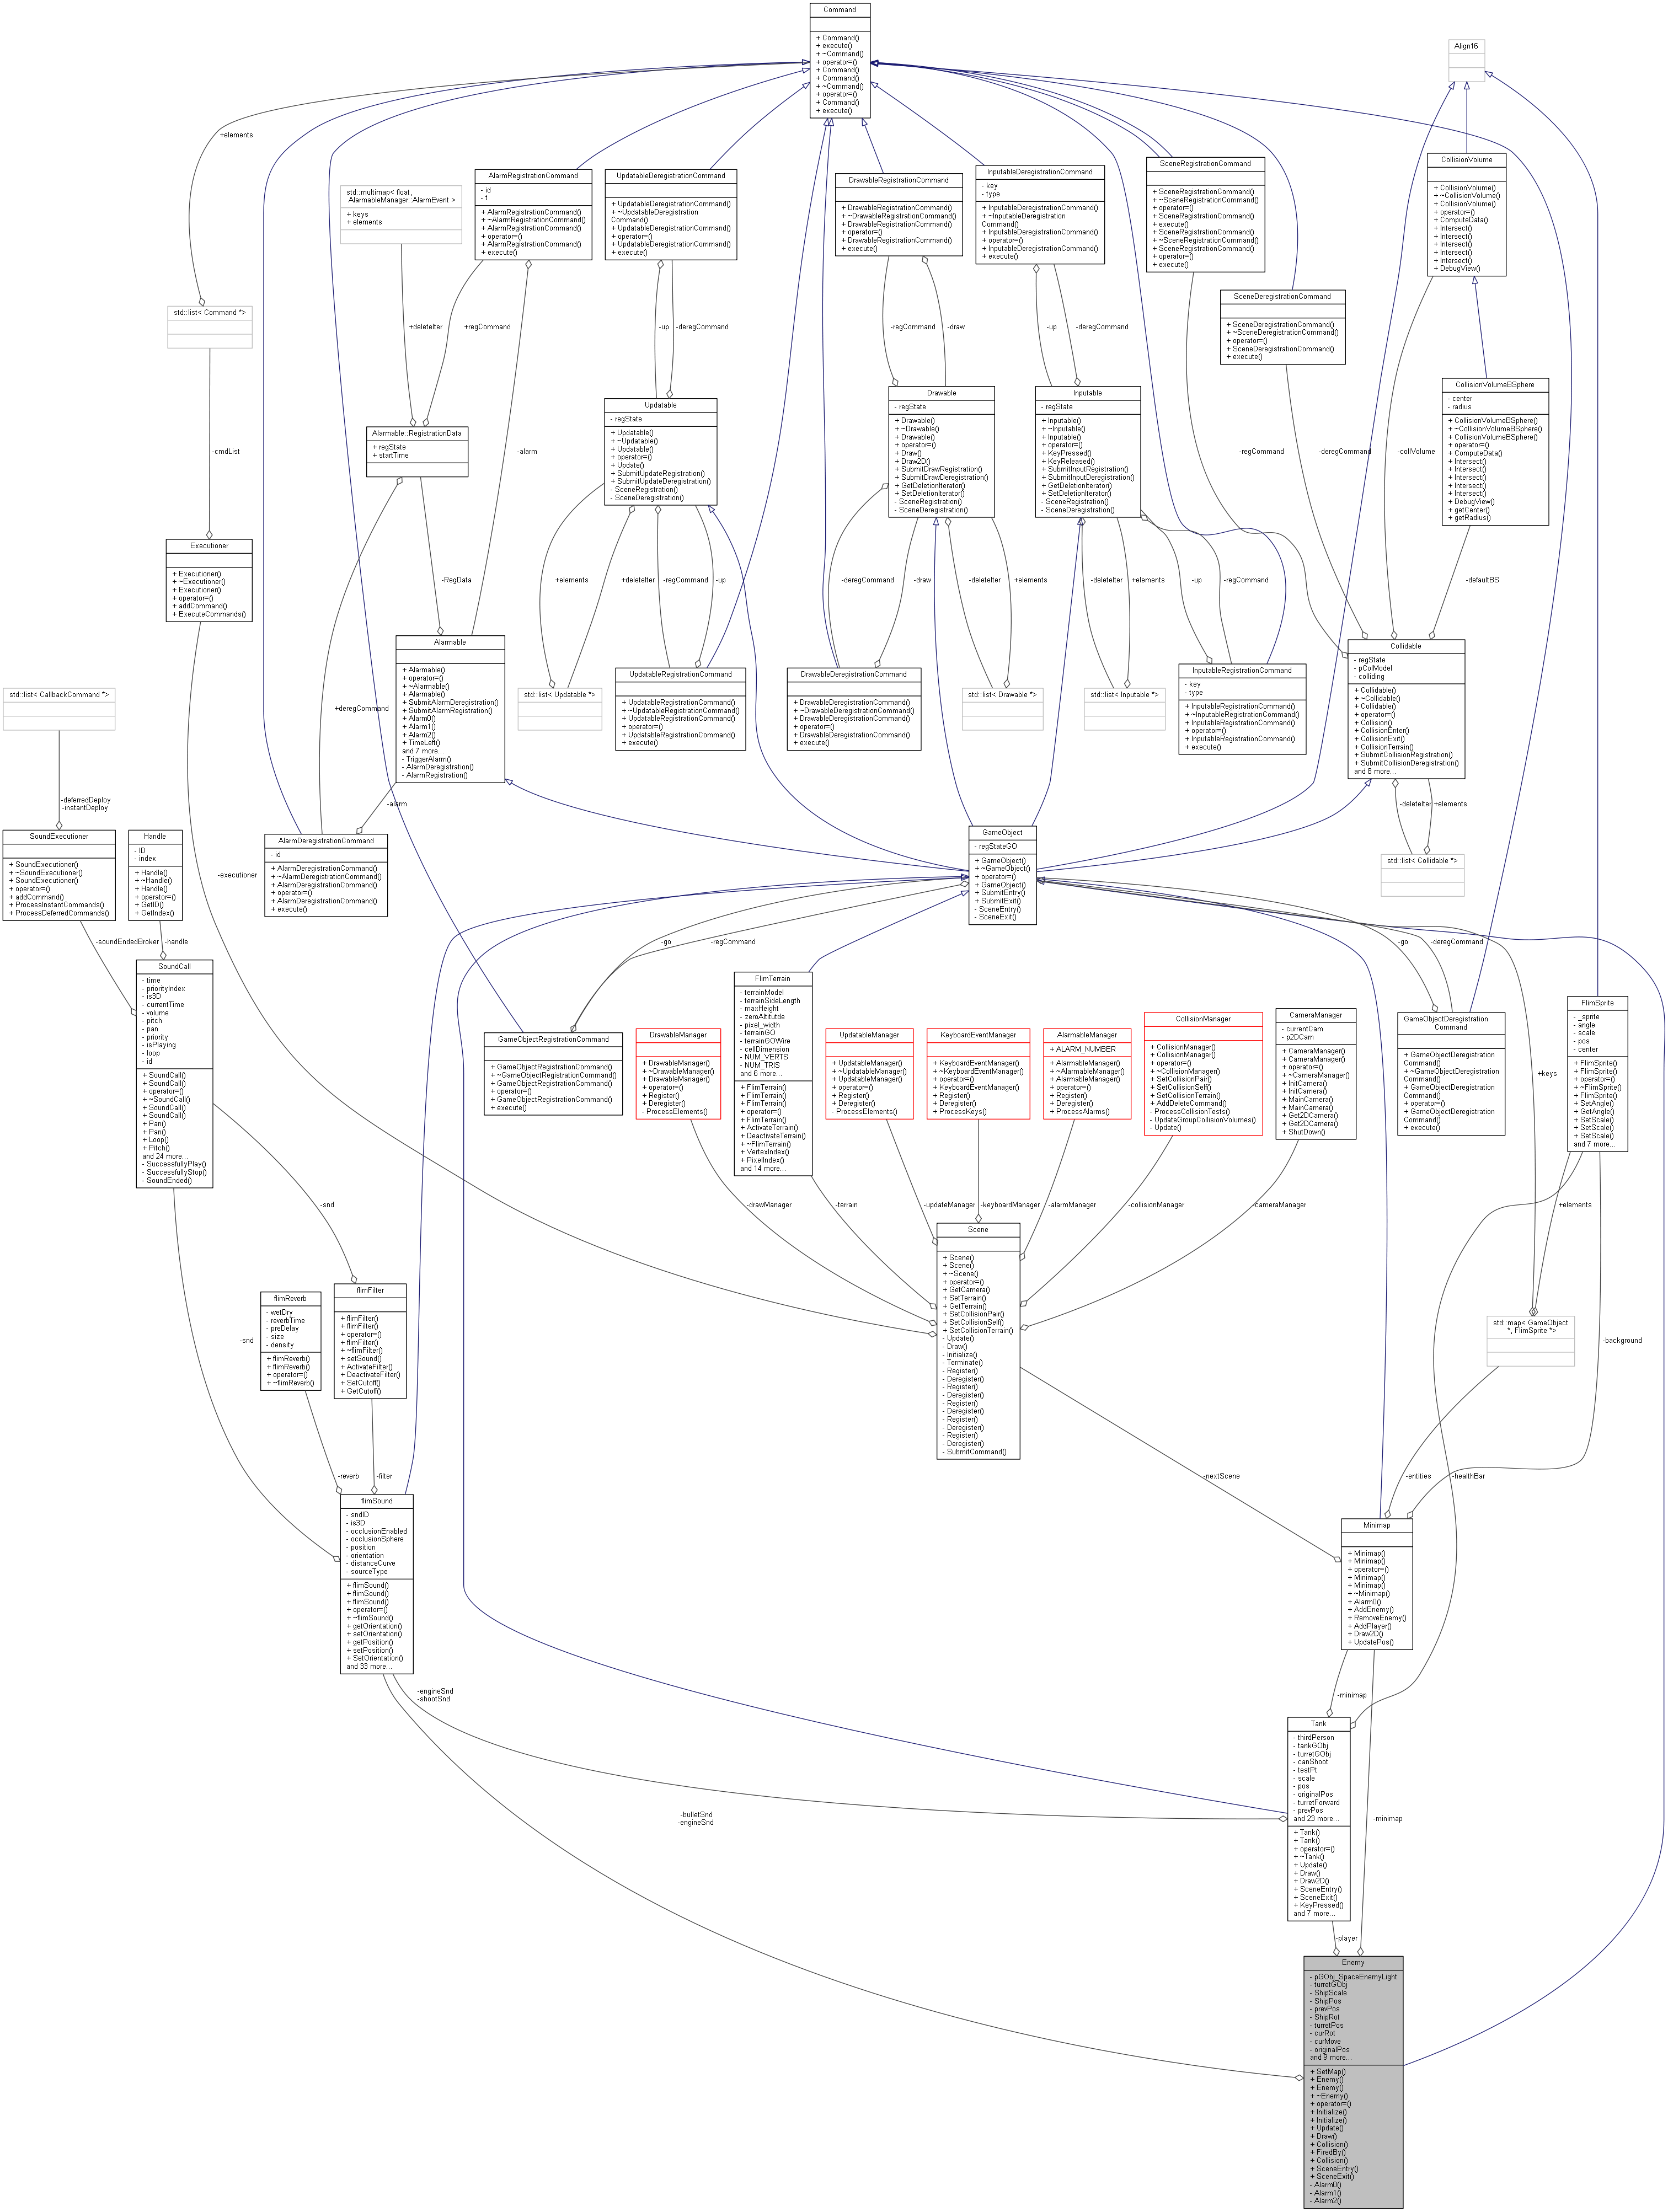 Command
+ Command()
+ execute()
+ ~Command()
+ operator=()
+ Command()
+ Command()
+ ~Command()
+ operator=()
+ Command()
+ execute()
Align16
+elements
AlarmRegistrationCommand
- id
- t
+ AlarmRegistrationCommand()
+ ~AlarmRegistrationCommand()
+ AlarmRegistrationCommand()
+ operator=()
+ AlarmRegistrationCommand()
+ execute()
UpdatableDeregistrationCommand
+ UpdatableDeregistrationCommand()
+ ~UpdatableDeregistration
Command()
+ UpdatableDeregistrationCommand()
+ operator=()
+ UpdatableDeregistrationCommand()
+ execute()
DrawableRegistrationCommand
+ DrawableRegistrationCommand()
+ ~DrawableRegistrationCommand()
+ DrawableRegistrationCommand()
+ operator=()
+ DrawableRegistrationCommand()
+ execute()
InputableDeregistrationCommand
- key
- type
+ InputableDeregistrationCommand()
+ ~InputableDeregistration
Command()
+ InputableDeregistrationCommand()
+ operator=()
+ InputableDeregistrationCommand()
+ execute()
SceneRegistrationCommand
+ SceneRegistrationCommand()
+ ~SceneRegistrationCommand()
+ operator=()
+ SceneRegistrationCommand()
+ execute()
+ SceneRegistrationCommand()
+ ~SceneRegistrationCommand()
+ SceneRegistrationCommand()
+ operator=()
+ execute()
CollisionVolume
+ CollisionVolume()
+ ~CollisionVolume()
+ CollisionVolume()
+ operator=()
+ ComputeData()
+ Intersect()
+ Intersect()
+ Intersect()
+ Intersect()
+ Intersect()
+ DebugView()
std::multimap< float,
AlarmableManager::AlarmEvent >
+ keys
+ elements
std::list< Command *>
SceneDeregistrationCommand
+ SceneDeregistrationCommand()
+ ~SceneDeregistrationCommand()
+ operator=()
+ SceneDeregistrationCommand()
+ execute()
+deleteIter
+regCommand
-up
-deregCommand
-regCommand
-draw
-up
-deregCommand
-cmdList
-alarm
-regCommand
-deregCommand
-collVolume
Alarmable::RegistrationData
+ regState
+ startTime
Updatable
- regState
+ Updatable()
+ ~Updatable()
+ Updatable()
+ operator=()
+ Update()
+ SubmitUpdateRegistration()
+ SubmitUpdateDeregistration()
- SceneRegistration()
- SceneDeregistration()
Drawable
- regState
+ Drawable()
+ ~Drawable()
+ Drawable()
+ operator=()
+ Draw()
+ Draw2D()
+ SubmitDrawRegistration()
+ SubmitDrawDeregistration()
+ GetDeletionIterator()
+ SetDeletionIterator()
- SceneRegistration()
- SceneDeregistration()
Inputable
- regState
+ Inputable()
+ ~Inputable()
+ Inputable()
+ operator=()
+ KeyPressed()
+ KeyReleased()
+ SubmitInputRegistration()
+ SubmitInputDeregistration()
+ GetDeletionIterator()
+ SetDeletionIterator()
- SceneRegistration()
- SceneDeregistration()
CollisionVolumeBSphere
- center
- radius
+ CollisionVolumeBSphere()
+ ~CollisionVolumeBSphere()
+ CollisionVolumeBSphere()
+ operator=()
+ ComputeData()
+ Intersect()
+ Intersect()
+ Intersect()
+ Intersect()
+ DebugView()
+ getCenter()
+ getRadius()
Executioner
+ Executioner()
+ ~Executioner()
+ Executioner()
+ operator=()
+ addCommand()
+ ExecuteCommands()
-RegData
+elements
+deleteIter
-regCommand
-up
-deregCommand
-draw
-deleteIter
+elements
-deleteIter
+elements
-up
-regCommand
-defaultBS
Alarmable
+ Alarmable()
+ operator=()
+ ~Alarmable()
+ Alarmable()
+ SubmitAlarmDeregistration()
+ SubmitAlarmRegistration()
+ Alarm0()
+ Alarm1()
+ Alarm2()
+ TimeLeft()
and 7 more...
- TriggerAlarm()
- AlarmDeregistration()
- AlarmRegistration()
std::list< Updatable *>
UpdatableRegistrationCommand
+ UpdatableRegistrationCommand()
+ ~UpdatableRegistrationCommand()
+ UpdatableRegistrationCommand()
+ operator=()
+ UpdatableRegistrationCommand()
+ execute()
DrawableDeregistrationCommand
+ DrawableDeregistrationCommand()
+ ~DrawableDeregistrationCommand()
+ DrawableDeregistrationCommand()
+ operator=()
+ DrawableDeregistrationCommand()
+ execute()
std::list< Drawable *>
std::list< Inputable *>
InputableRegistrationCommand
- key
- type
+ InputableRegistrationCommand()
+ ~InputableRegistrationCommand()
+ InputableRegistrationCommand()
+ operator=()
+ InputableRegistrationCommand()
+ execute()
Collidable
- regState
- pColModel
- colliding
+ Collidable()
+ ~Collidable()
+ Collidable()
+ operator=()
+ Collision()
+ CollisionEnter()
+ CollisionExit()
+ CollisionTerrain()
+ SubmitCollisionRegistration()
+ SubmitCollisionDeregistration()
and 8 more...
std::list< CallbackCommand *>
+deregCommand
-deferredDeploy
-instantDeploy
-alarm
-deleteIter
+elements
SoundExecutioner
+ SoundExecutioner()
+ ~SoundExecutioner()
+ SoundExecutioner()
+ operator=()
+ addCommand()
+ ProcessInstantCommands()
+ ProcessDeferredCommands()
Handle
- ID
- index
+ Handle()
+ ~Handle()
+ Handle()
+ operator=()
+ GetID()
+ GetIndex()
AlarmDeregistrationCommand
- id
+ AlarmDeregistrationCommand()
+ ~AlarmDeregistrationCommand()
+ AlarmDeregistrationCommand()
+ operator=()
+ AlarmDeregistrationCommand()
+ execute()
-executioner
GameObject
- regStateGO
+ GameObject()
+ ~GameObject()
+ operator=()
+ GameObject()
+ SubmitEntry()
+ SubmitExit()
- SceneEntry()
- SceneExit()
std::list< Collidable *>
-soundEndedBroker
-handle
-go
-regCommand
-go
-deregCommand
SoundCall
- time
- priorityIndex
- is3D
- currentTime
- volume
- pitch
- pan
- priority
- isPlaying
- loop
- id
+ SoundCall()
+ SoundCall()
+ operator=()
+ ~SoundCall()
+ SoundCall()
+ SoundCall()
+ Pan()
+ Pan()
+ Loop()
+ Pitch()
and 24 more...
- SuccessfullyPlay()
- SuccessfullyStop()
- SoundEnded()
GameObjectRegistrationCommand
+ GameObjectRegistrationCommand()
+ ~GameObjectRegistrationCommand()
+ GameObjectRegistrationCommand()
+ operator=()
+ GameObjectRegistrationCommand()
+ execute()
DrawableManager
+ DrawableManager()
+ ~DrawableManager()
+ DrawableManager()
+ operator=()
+ Register()
+ Deregister()
- ProcessElements()
FlimTerrain
- terrainModel
- terrainSideLength
- maxHeight
- zeroAltitutde
- pixel_width
- terrainGO
- terrainGOWire
- cellDimension
- NUM_VERTS
- NUM_TRIS
and 6 more...
+ FlimTerrain()
+ FlimTerrain()
+ FlimTerrain()
+ operator=()
+ FlimTerrain()
+ ActivateTerrain()
+ DeactivateTerrain()
+ ~FlimTerrain()
+ VertexIndex()
+ PixelIndex()
and 14 more...
UpdatableManager
+ UpdatableManager()
+ ~UpdatableManager()
+ UpdatableManager()
+ operator=()
+ Register()
+ Deregister()
- ProcessElements()
KeyboardEventManager
+ KeyboardEventManager()
+ ~KeyboardEventManager()
+ operator=()
+ KeyboardEventManager()
+ Register()
+ Deregister()
+ ProcessKeys()
AlarmableManager
+ ALARM_NUMBER
+ AlarmableManager()
+ ~AlarmableManager()
+ AlarmableManager()
+ operator=()
+ Register()
+ Deregister()
+ ProcessAlarms()
CollisionManager
+ CollisionManager()
+ CollisionManager()
+ operator=()
+ ~CollisionManager()
+ SetCollisionPair()
+ SetCollisionSelf()
+ SetCollisionTerrain()
+ AddDeleteCommand()
- ProcessCollisionTests()
- UpdateGroupCollisionVolumes()
- Update()
CameraManager
- currentCam
- p2DCam
+ CameraManager()
+ CameraManager()
+ operator=()
+ ~CameraManager()
+ InitCamera()
+ InitCamera()
+ MainCamera()
+ MainCamera()
+ Get2DCamera()
+ Get2DCamera()
+ ShutDown()
GameObjectDeregistration
Command
+ GameObjectDeregistration
Command()
+ ~GameObjectDeregistration
Command()
+ GameObjectDeregistration
Command()
+ operator=()
+ GameObjectDeregistration
Command()
+ execute()
+keys
FlimSprite
- _sprite
- angle
- scale
- pos
- center
+ FlimSprite()
+ FlimSprite()
+ operator=()
+ ~FlimSprite()
+ FlimSprite()
+ SetAngle()
+ GetAngle()
+ SetScale()
+ SetScale()
+ SetScale()
and 7 more...
-snd
-drawManager
-terrain
-updateManager
-keyboardManager
-alarmManager
-collisionManager
-cameraManager
+elements
Scene
+ Scene()
+ Scene()
+ ~Scene()
+ operator=()
+ GetCamera()
+ SetTerrain()
+ GetTerrain()
+ SetCollisionPair()
+ SetCollisionSelf()
+ SetCollisionTerrain()
- Update()
- Draw()
- Initialize()
- Terminate()
- Register()
- Deregister()
- Register()
- Deregister()
- Register()
- Deregister()
- Register()
- Deregister()
- Register()
- Deregister()
- SubmitCommand()
flimReverb
- wetDry
- reverbTime
- preDelay
- size
- density
+ flimReverb()
+ flimReverb()
+ operator=()
+ ~flimReverb()
flimFilter
+ flimFilter()
+ flimFilter()
+ operator=()
+ flimFilter()
+ ~flimFilter()
+ setSound()
+ ActivateFilter()
+ DeactivateFilter()
+ SetCutoff()
+ GetCutoff()
-snd
std::map< GameObject
*, FlimSprite *>
-background
-reverb
-filter
-nextScene
-entities
-healthBar
flimSound
- sndID
- is3D
- occlusionEnabled
- occlusionSphere
- position
- orientation
- distanceCurve
- sourceType
+ flimSound()
+ flimSound()
+ flimSound()
+ operator=()
+ ~flimSound()
+ getOrientation()
+ setOrientation()
+ getPosition()
+ setPosition()
+ SetOrientation()
and 33 more...
Minimap
+ Minimap()
+ Minimap()
+ operator=()
+ Minimap()
+ Minimap()
+ ~Minimap()
+ Alarm0()
+ AddEnemy()
+ RemoveEnemy()
+ AddPlayer()
+ Draw2D()
+ UpdatePos()
-engineSnd
-shootSnd
-minimap
Tank
- thirdPerson
- tankGObj
- turretGObj
- canShoot
- testPt
- scale
- pos
- originalPos
- turretForward
- prevPos
and 23 more...
+ Tank()
+ Tank()
+ operator=()
+ ~Tank()
+ Update()
+ Draw()
+ Draw2D()
+ SceneEntry()
+ SceneExit()
+ KeyPressed()
and 7 more...
-bulletSnd
-engineSnd
-minimap
-player
Enemy
- pGObj_SpaceEnemyLight
- turretGObj
- ShipScale
- ShipPos
- prevPos
- ShipRot
- turretPos
- curRot
- curMove
- originalPos
and 9 more...
+ SetMap()
+ Enemy()
+ Enemy()
+ ~Enemy()
+ operator=()
+ Initialize()
+ Initialize()
+ Update()
+ Draw()
+ Collision()
+ FiredBy()
+ Collision()
+ SceneEntry()
+ SceneExit()
- Alarm0()
- Alarm1()
- Alarm2()